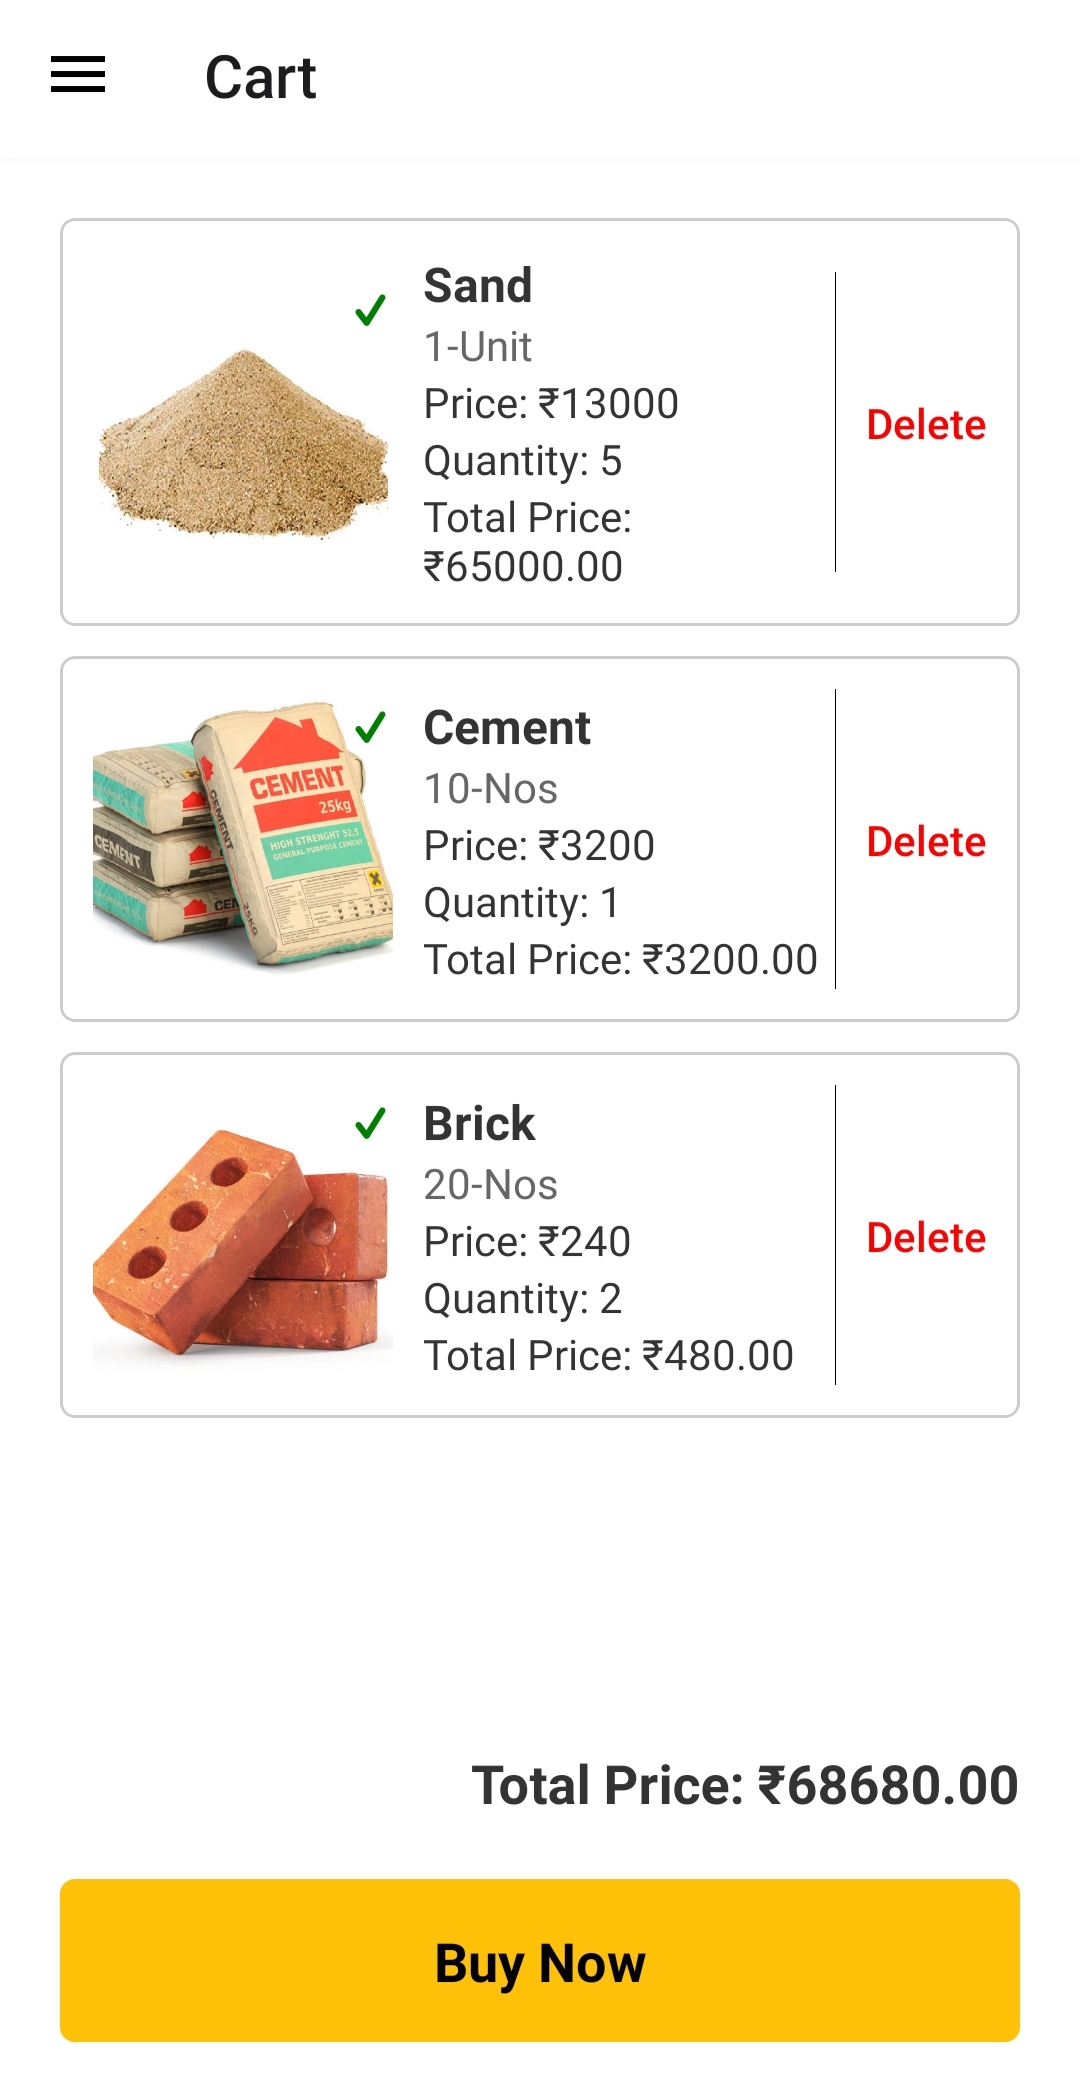 Cart
Sand
1-Unit
Price: ₹13000
Quantity: 5
Total Price:
₹65000.00
Delete
CEMENT
25kg
HIGH STRENGHT 52,5
GENERAL PURPOSE CEMENT
CEMENT
25KG
CEMENT
CEM
Cement
10-Nos
Price: ₹3200
Quantity: 1
Total Price: ₹3200.00
Delete
Brick
20-Nos
Price: ₹240
Quantity: 2
Total Price: ₹480.00
Delete
Total Price: ₹68680.00
Buy Now